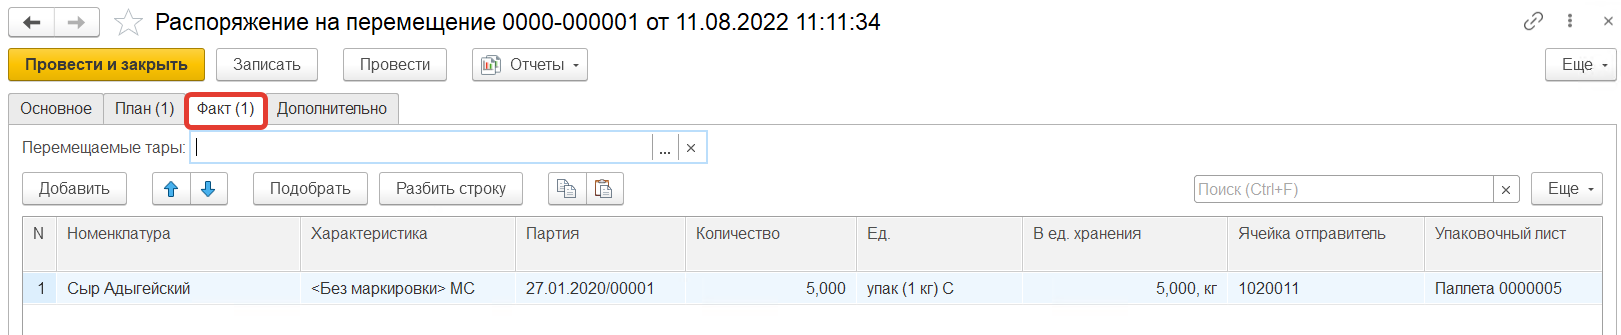 Распоряжение на перемещение 0000-000001 от 11.08.2022 11:11:34
Провести и закрыть Записать Провести Отчеты Еще
Основное План (1) Факт (1) Дополнительно
Перемещаемые тары: ...
Добавить Подобрать Разбить строку Поиск (Ctrl+F) Еще
N Номенклатура Характеристика Партия Количество Ед. В ед. хранения Ячейка отправитель Упаковочный лист
1 Сыр Адыгейский <Без маркировки> МС 27.01.2020/00001 5,000 упак (1 кг) С 5,000, кг 1020011 Паллета 0000005